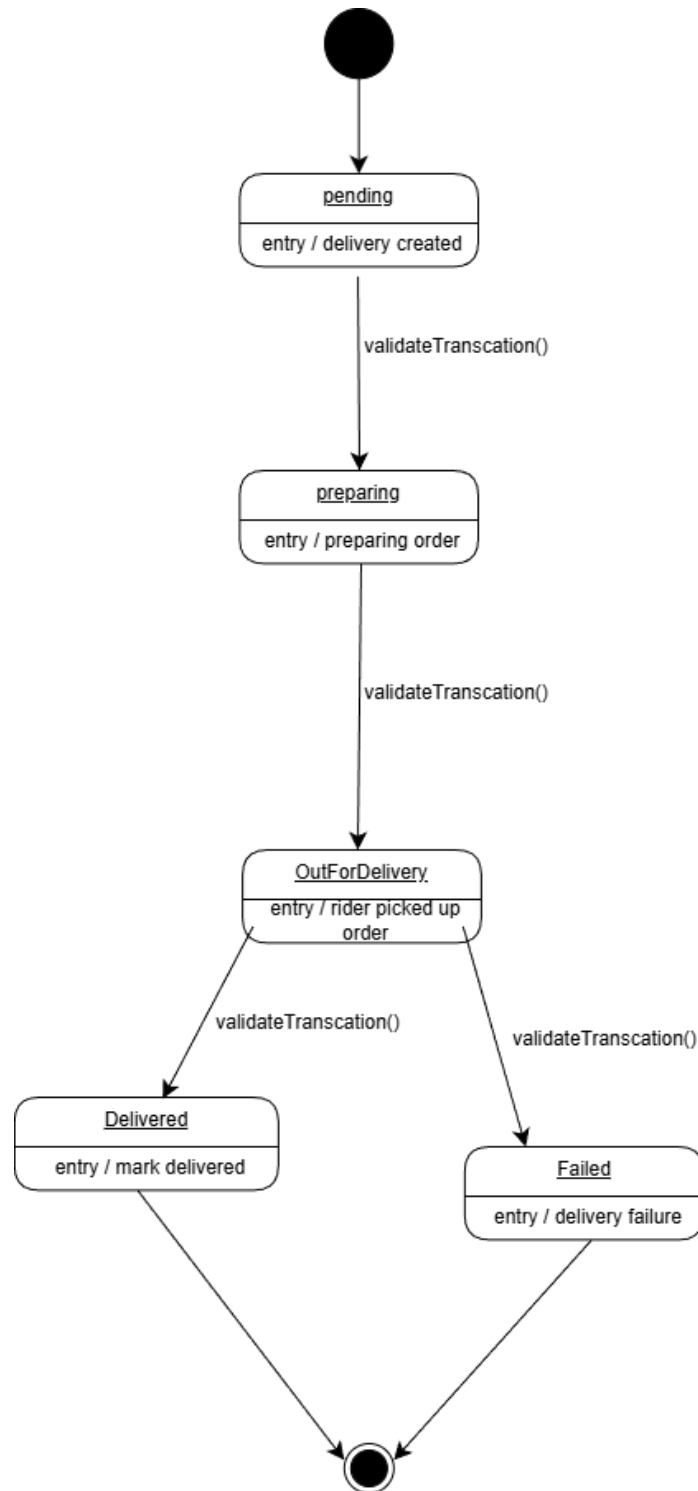 pending
entry / delivery created
validateTranscation()
preparing
entry / preparing order
validateTranscation()
OutForDelivery
entry / rider picked up
order
validateTranscation()
validateTranscation()
Delivered
entry / mark delivered
Failed
entry / delivery failure